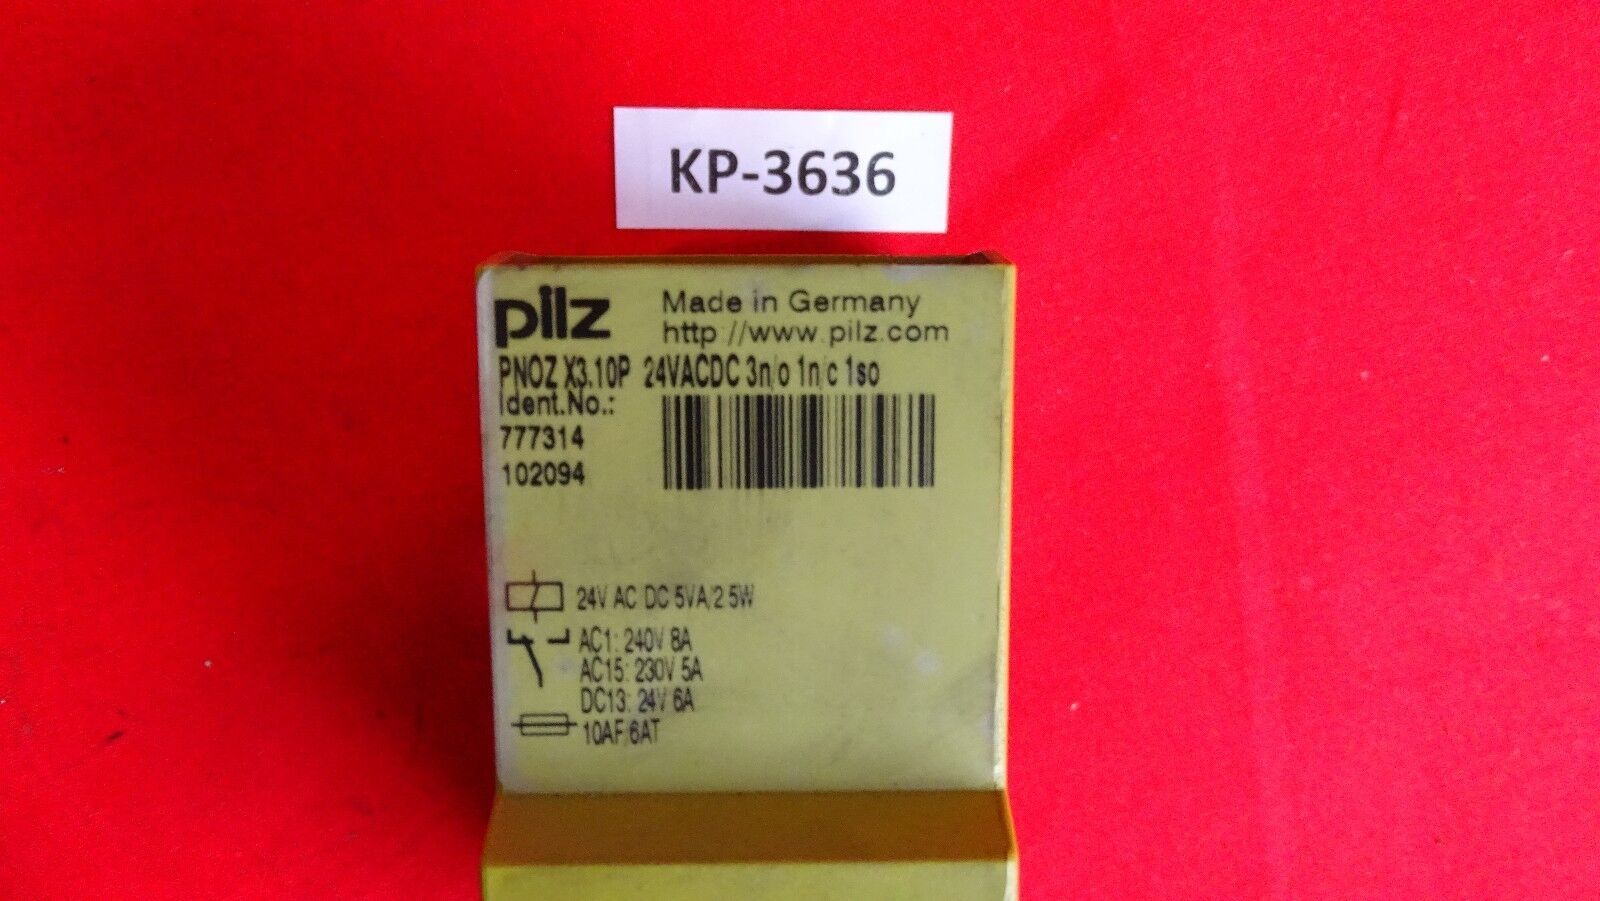 KP-3636
pilz
Made in Germany
http://www.pilz.com
PNOZ X3.10P 24VACDC 3n/o 1n/c 1so
Ident.No.:
777314
102094
24V AC DC 5VA/2.5W
AC1: 240V 8A
AC15: 230V 5A
DC13: 24V 6A
10AF/6AT